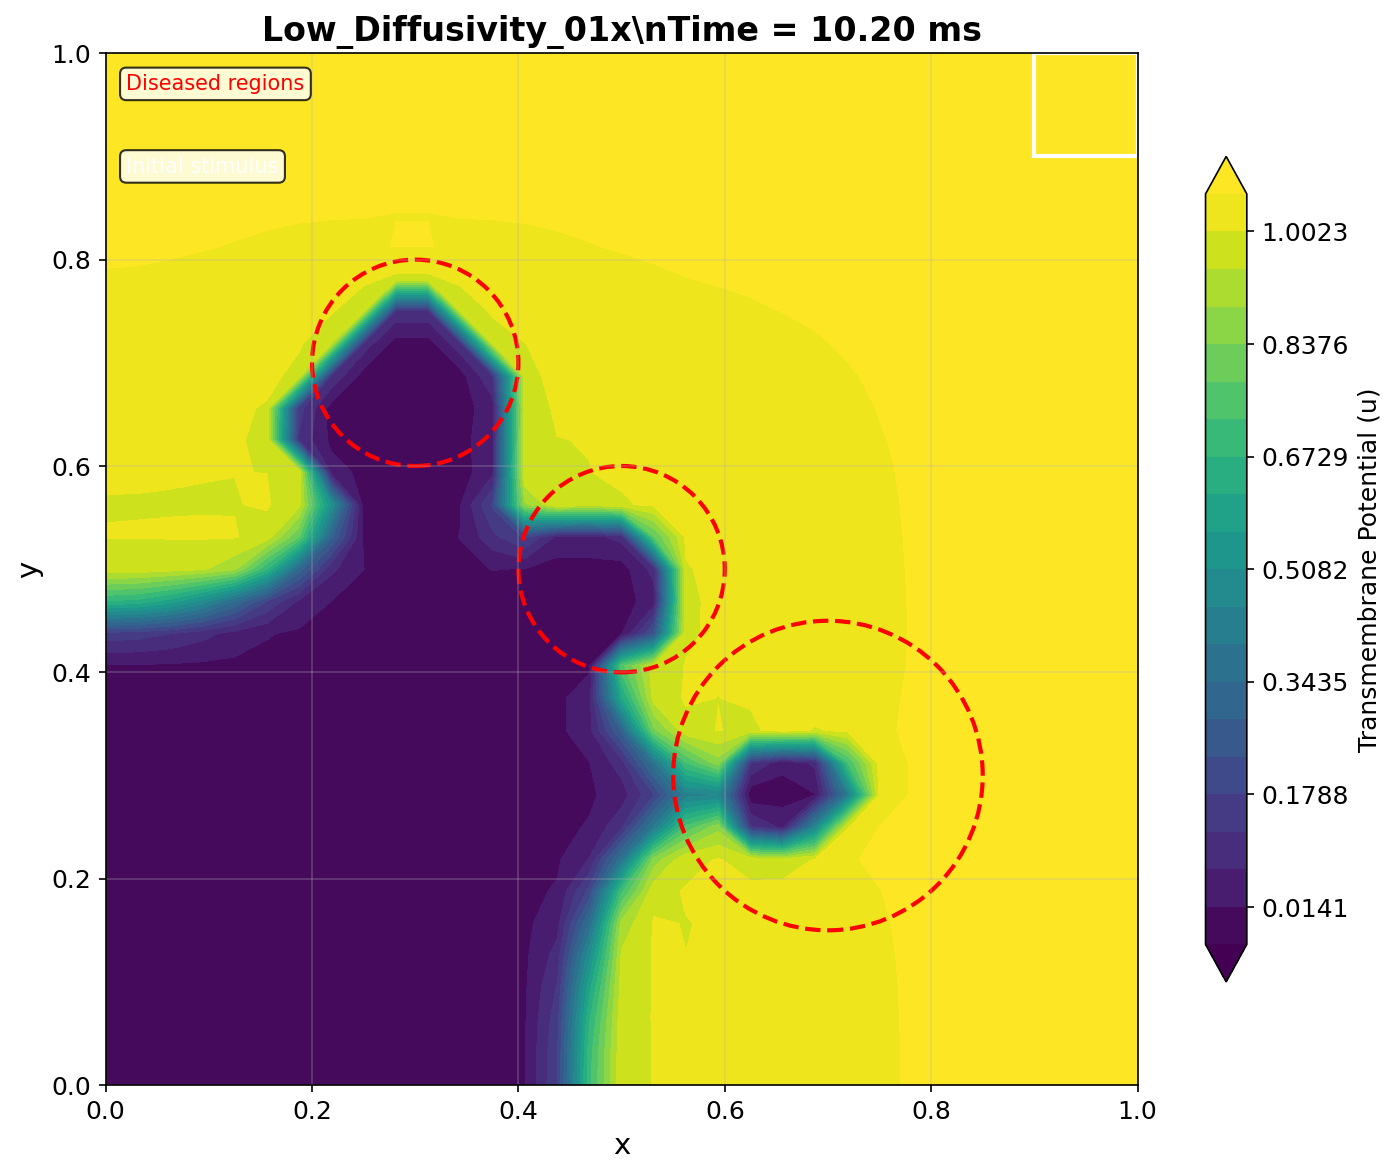 Low_Diffusivity_01x\nTime = 10.20 ms
Diseased regions
Initial stimulus
y
1.0
0.8
0.6
0.4
0.2
0.0
0.0 0.2 0.4 0.6 0.8 1.0
x
1.0023
0.8376
0.6729
0.5082
0.3435
0.1788
0.0141
Transmembrane Potential (u)